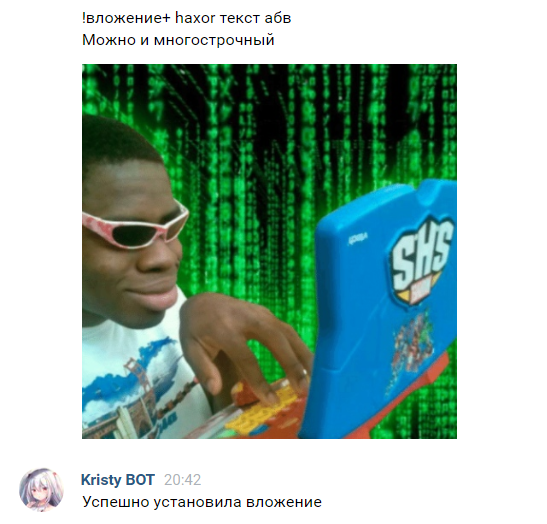 !вложение+ haxor текст абв
Можно и многострочный
SHS
Kristy BOT 20:42
Успешно установила вложение